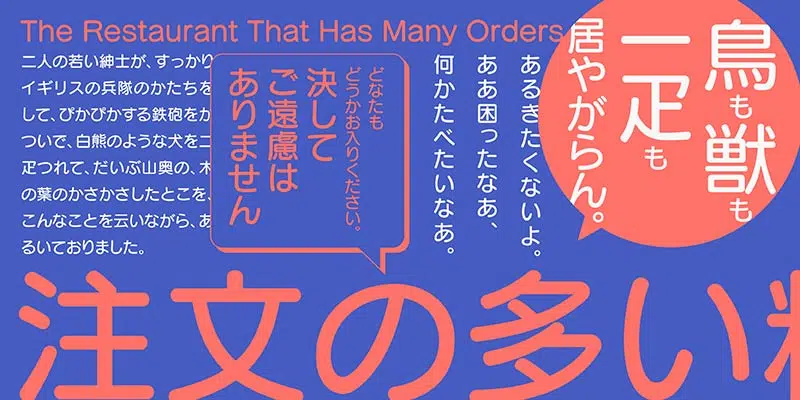 The Restaurant That Has Many Orders
二人の若い紳士が、すっかり
イギリスの兵隊のかたちを
して、ぴかぴかする鉄砲をか
ついで、白熊のような犬を二
疋つれて、だいぶ山奥の、木
の葉のかさかさしたとこを、
こんなことを云いながら、あ
るいておりました。
どなたも
どうかお入りください。
決して
ご遠慮は
ありません
あるきたくないよ。
ああ困ったなあ、
何かたべたいなあ。
鳥も獣も
一疋も
居やがらん。
注文の多い